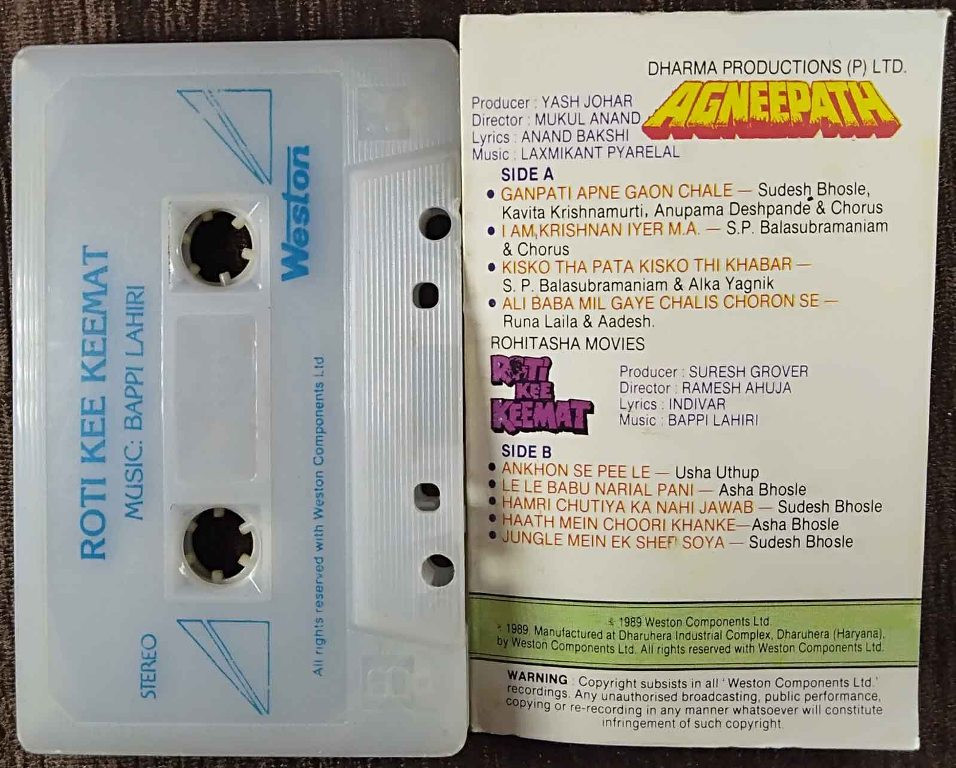 ROTI KEE KEEMAT
MUSIC: BAPPI LAHIRI
STEREO
Weston
All rights reserved with Weston Components Ltd
DHARMA PRODUCTIONS (P) LTD.
AGNEEPATH
Producer : YASH JOHAR
Director : MUKUL ANAND
Lyrics : ANAND BAKSHI
Music : LAXMIKANT PYARELAL
SIDE A
• GANPATI APNE GAON CHALE — Sudesh Bhosle,
Kavita Krishnamurti, Anupama Deshpande & Chorus
• I AM KRISHNAN IYER M.A. — S.P. Balasubramaniam
& Chorus
• KISKO THA PATA KISKO THI KHABAR —
S. P. Balasubramaniam & Alka Yagnik
• ALI BABA MIL GAYE CHALIS CHORON SE —
Runa Laila & Aadesh.
ROHITASHA MOVIES
ROTI
KEE
KEEMAT
Producer : SURESH GROVER
Director : RAMESH AHUJA
Lyrics : INDIVAR
Music : BAPPI LAHIRI
SIDE B
• ANKHON SE PEE LE — Usha Uthup
• LE LE BABU NARIAL PANI — Asha Bhosle
• HAMRI CHUTIYA KA NAHI JAWAB — Sudesh Bhosle
• HAATH MEIN CHOORI KHANKE— Asha Bhosle
• JUNGLE MEIN EK SHER SOYA — Sudesh Bhosle
1989 Weston Components Ltd.
1989. Manufactured at Dharuhera Industrial Complex, Dharuhera (Haryana),
by Weston Components Ltd. All rights reserved with Weston Components Ltd.
WARNING : Copyright subsists in all 'Weston Components Ltd.'
recordings. Any unauthorised broadcasting, public performance,
copying or re-recording in any manner whatsoever will constitute
infringement of such copyright.